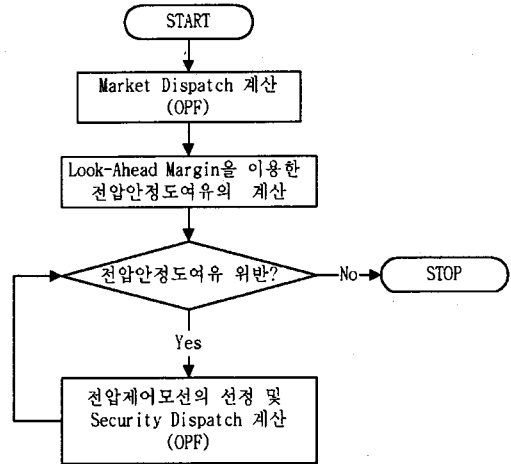 START
Market Dispatch 계산
(OPF)
Look-Ahead Margin을 이용한
전압안정도여유의 계산
전압안정도여유 위반?
No
STOP
Yes
전압제어모선의 선정 및
Security Dispatch 계산
(OPF)